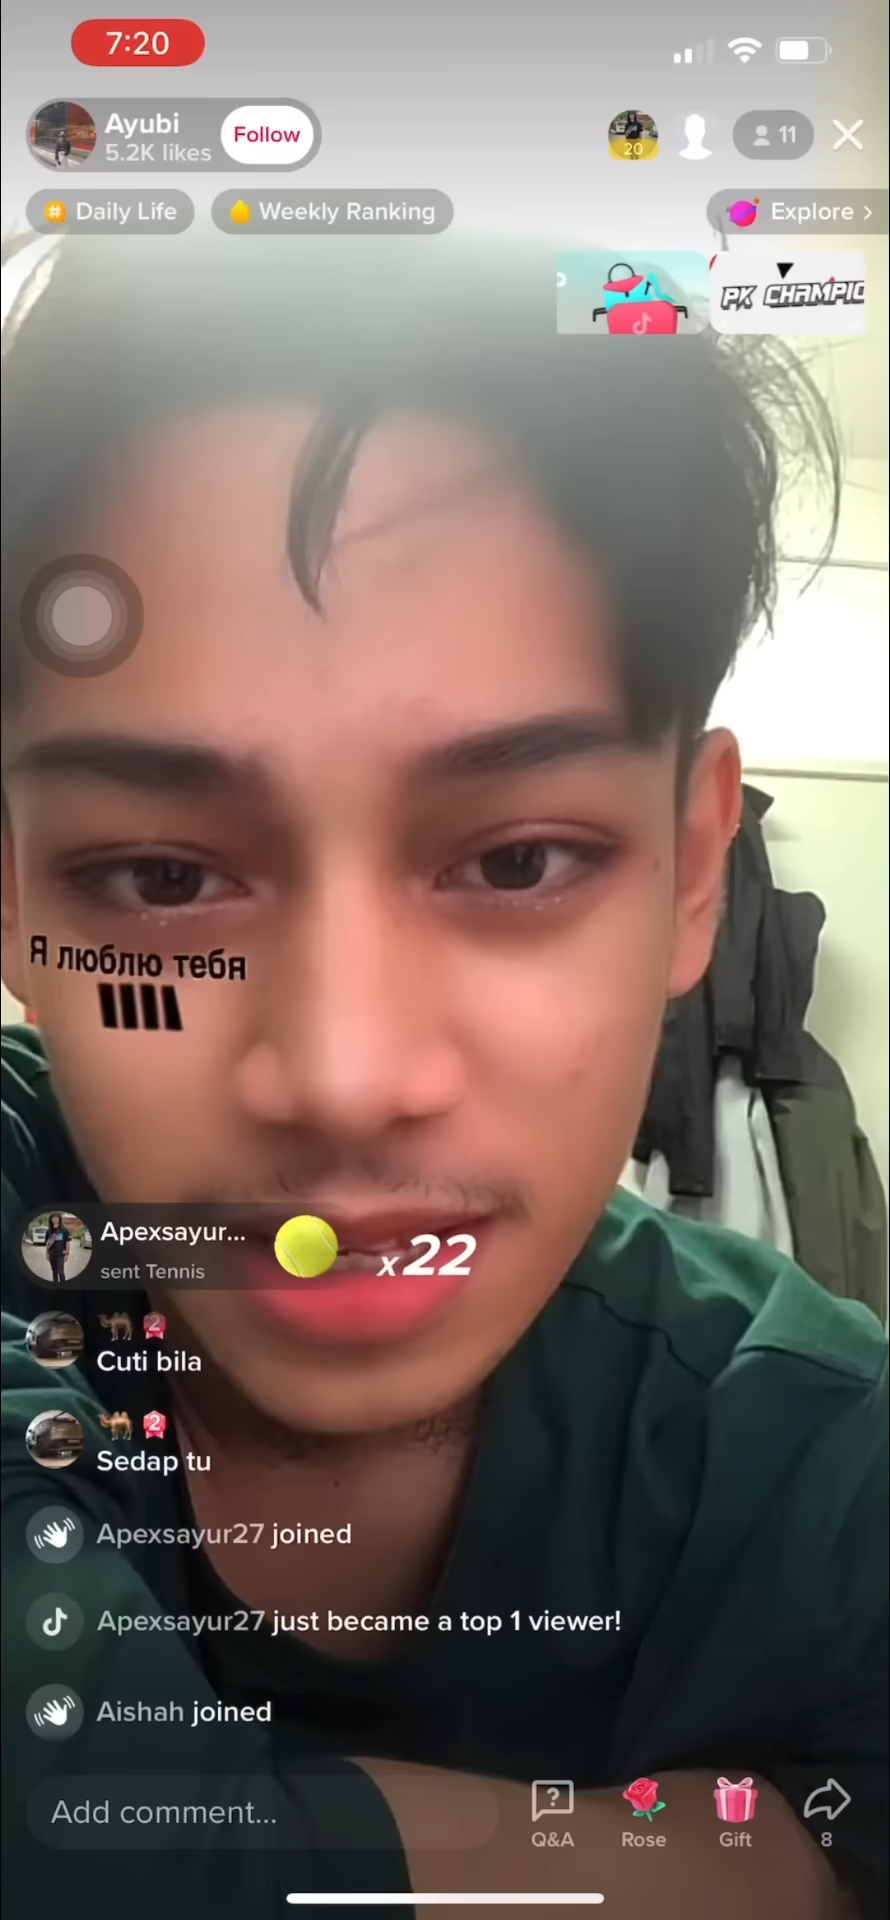 7:20
Ayubi
5.2K likes
Follow
20
11
Daily Life
Weekly Ranking
Explore >
PK CHAMPIO
Я люблю тебя
Apexsayur...
sent Tennis
x22
2
Cuti bila
2
Sedap tu
Apexsayur27 joined
Apexsayur27 just became a top 1 viewer!
Aishah joined
Add comment...
Q&A
Rose
Gift
8